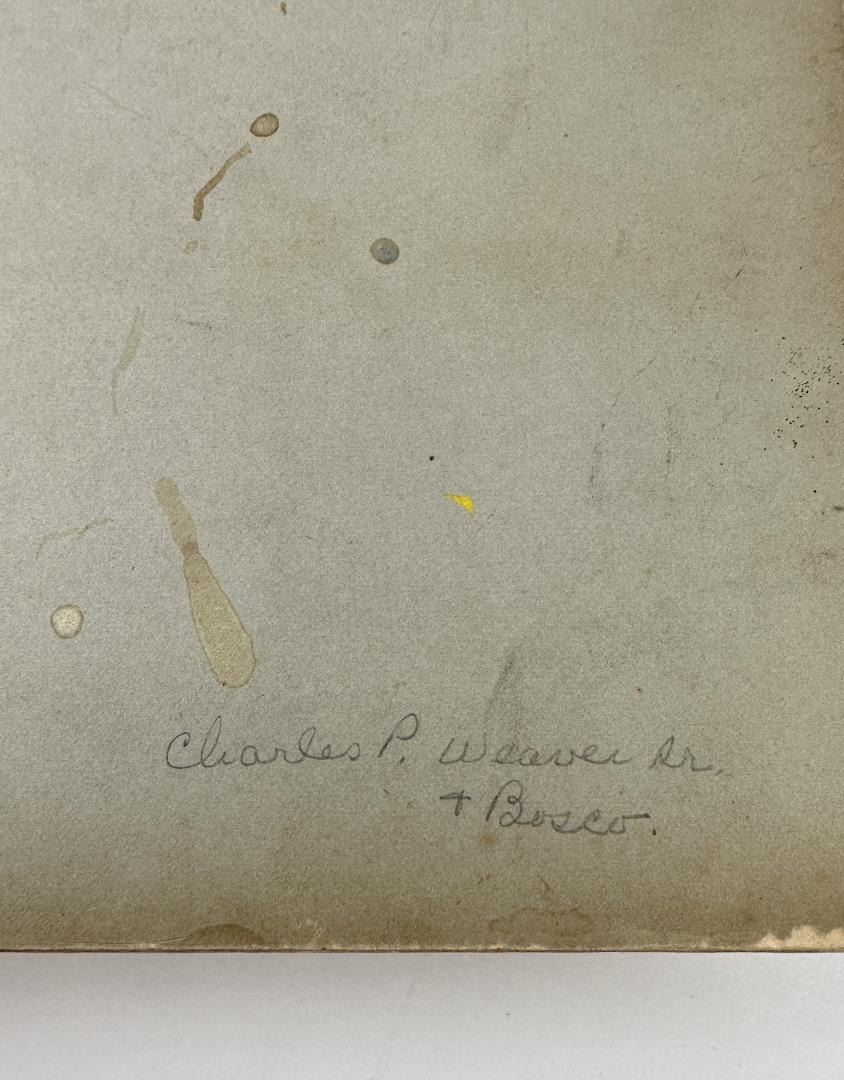 Charles P. Weaver Sr.
+ Bosco.